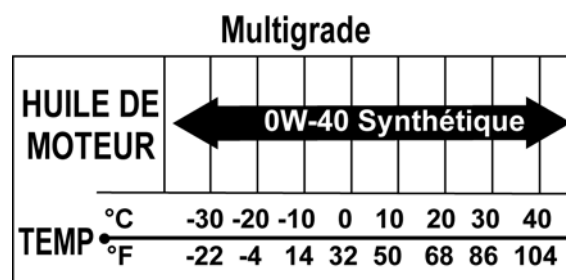 Multigrade
HUILE DE
MOTEUR
0W-40 Synthétique
°C -30 -20 -10 0 10 20 30 40
TEMP
°F -22 -4 14 32 50 68 86 104